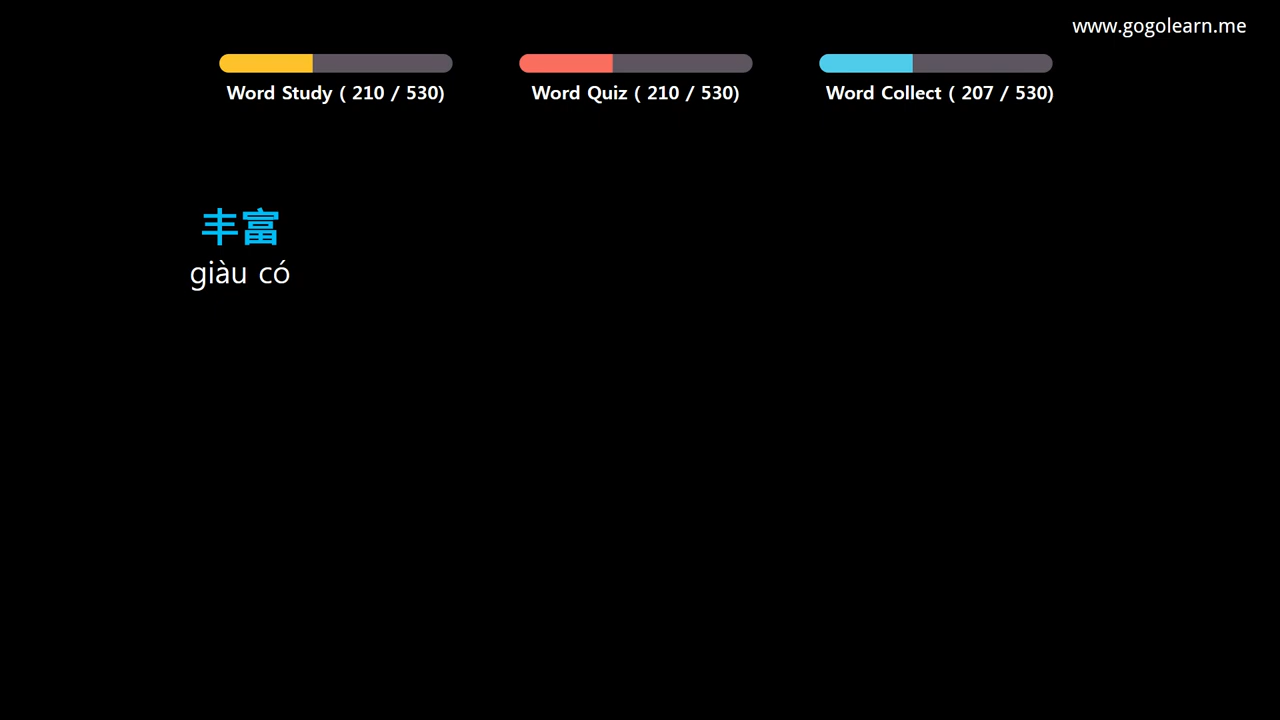 www.gogolearn.me
Word Study ( 210 / 530)
Word Quiz ( 210 / 530)
Word Collect ( 207 / 530)
丰富
giàu có